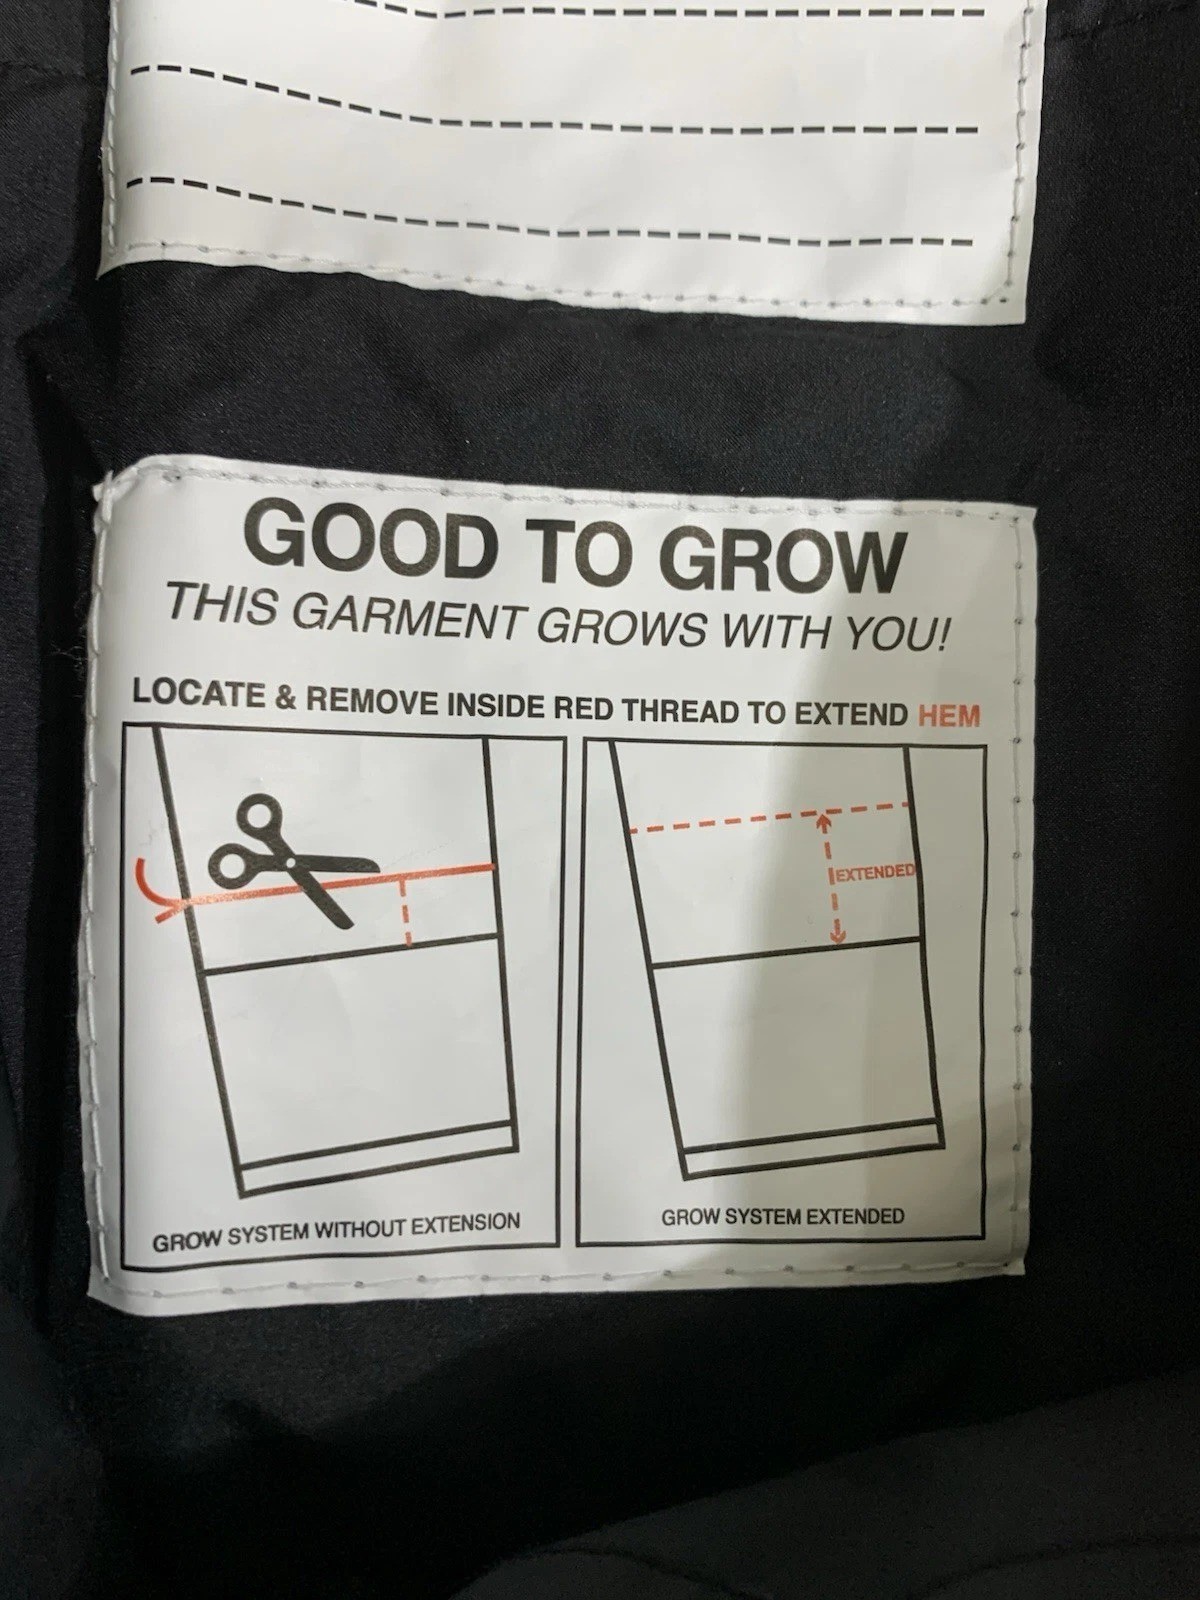 GOOD TO GROW
THIS GARMENT GROWS WITH YOU!
LOCATE & REMOVE INSIDE RED THREAD TO EXTEND HEM
EXTENDED
GROW SYSTEM WITHOUT EXTENSION
GROW SYSTEM EXTENDED